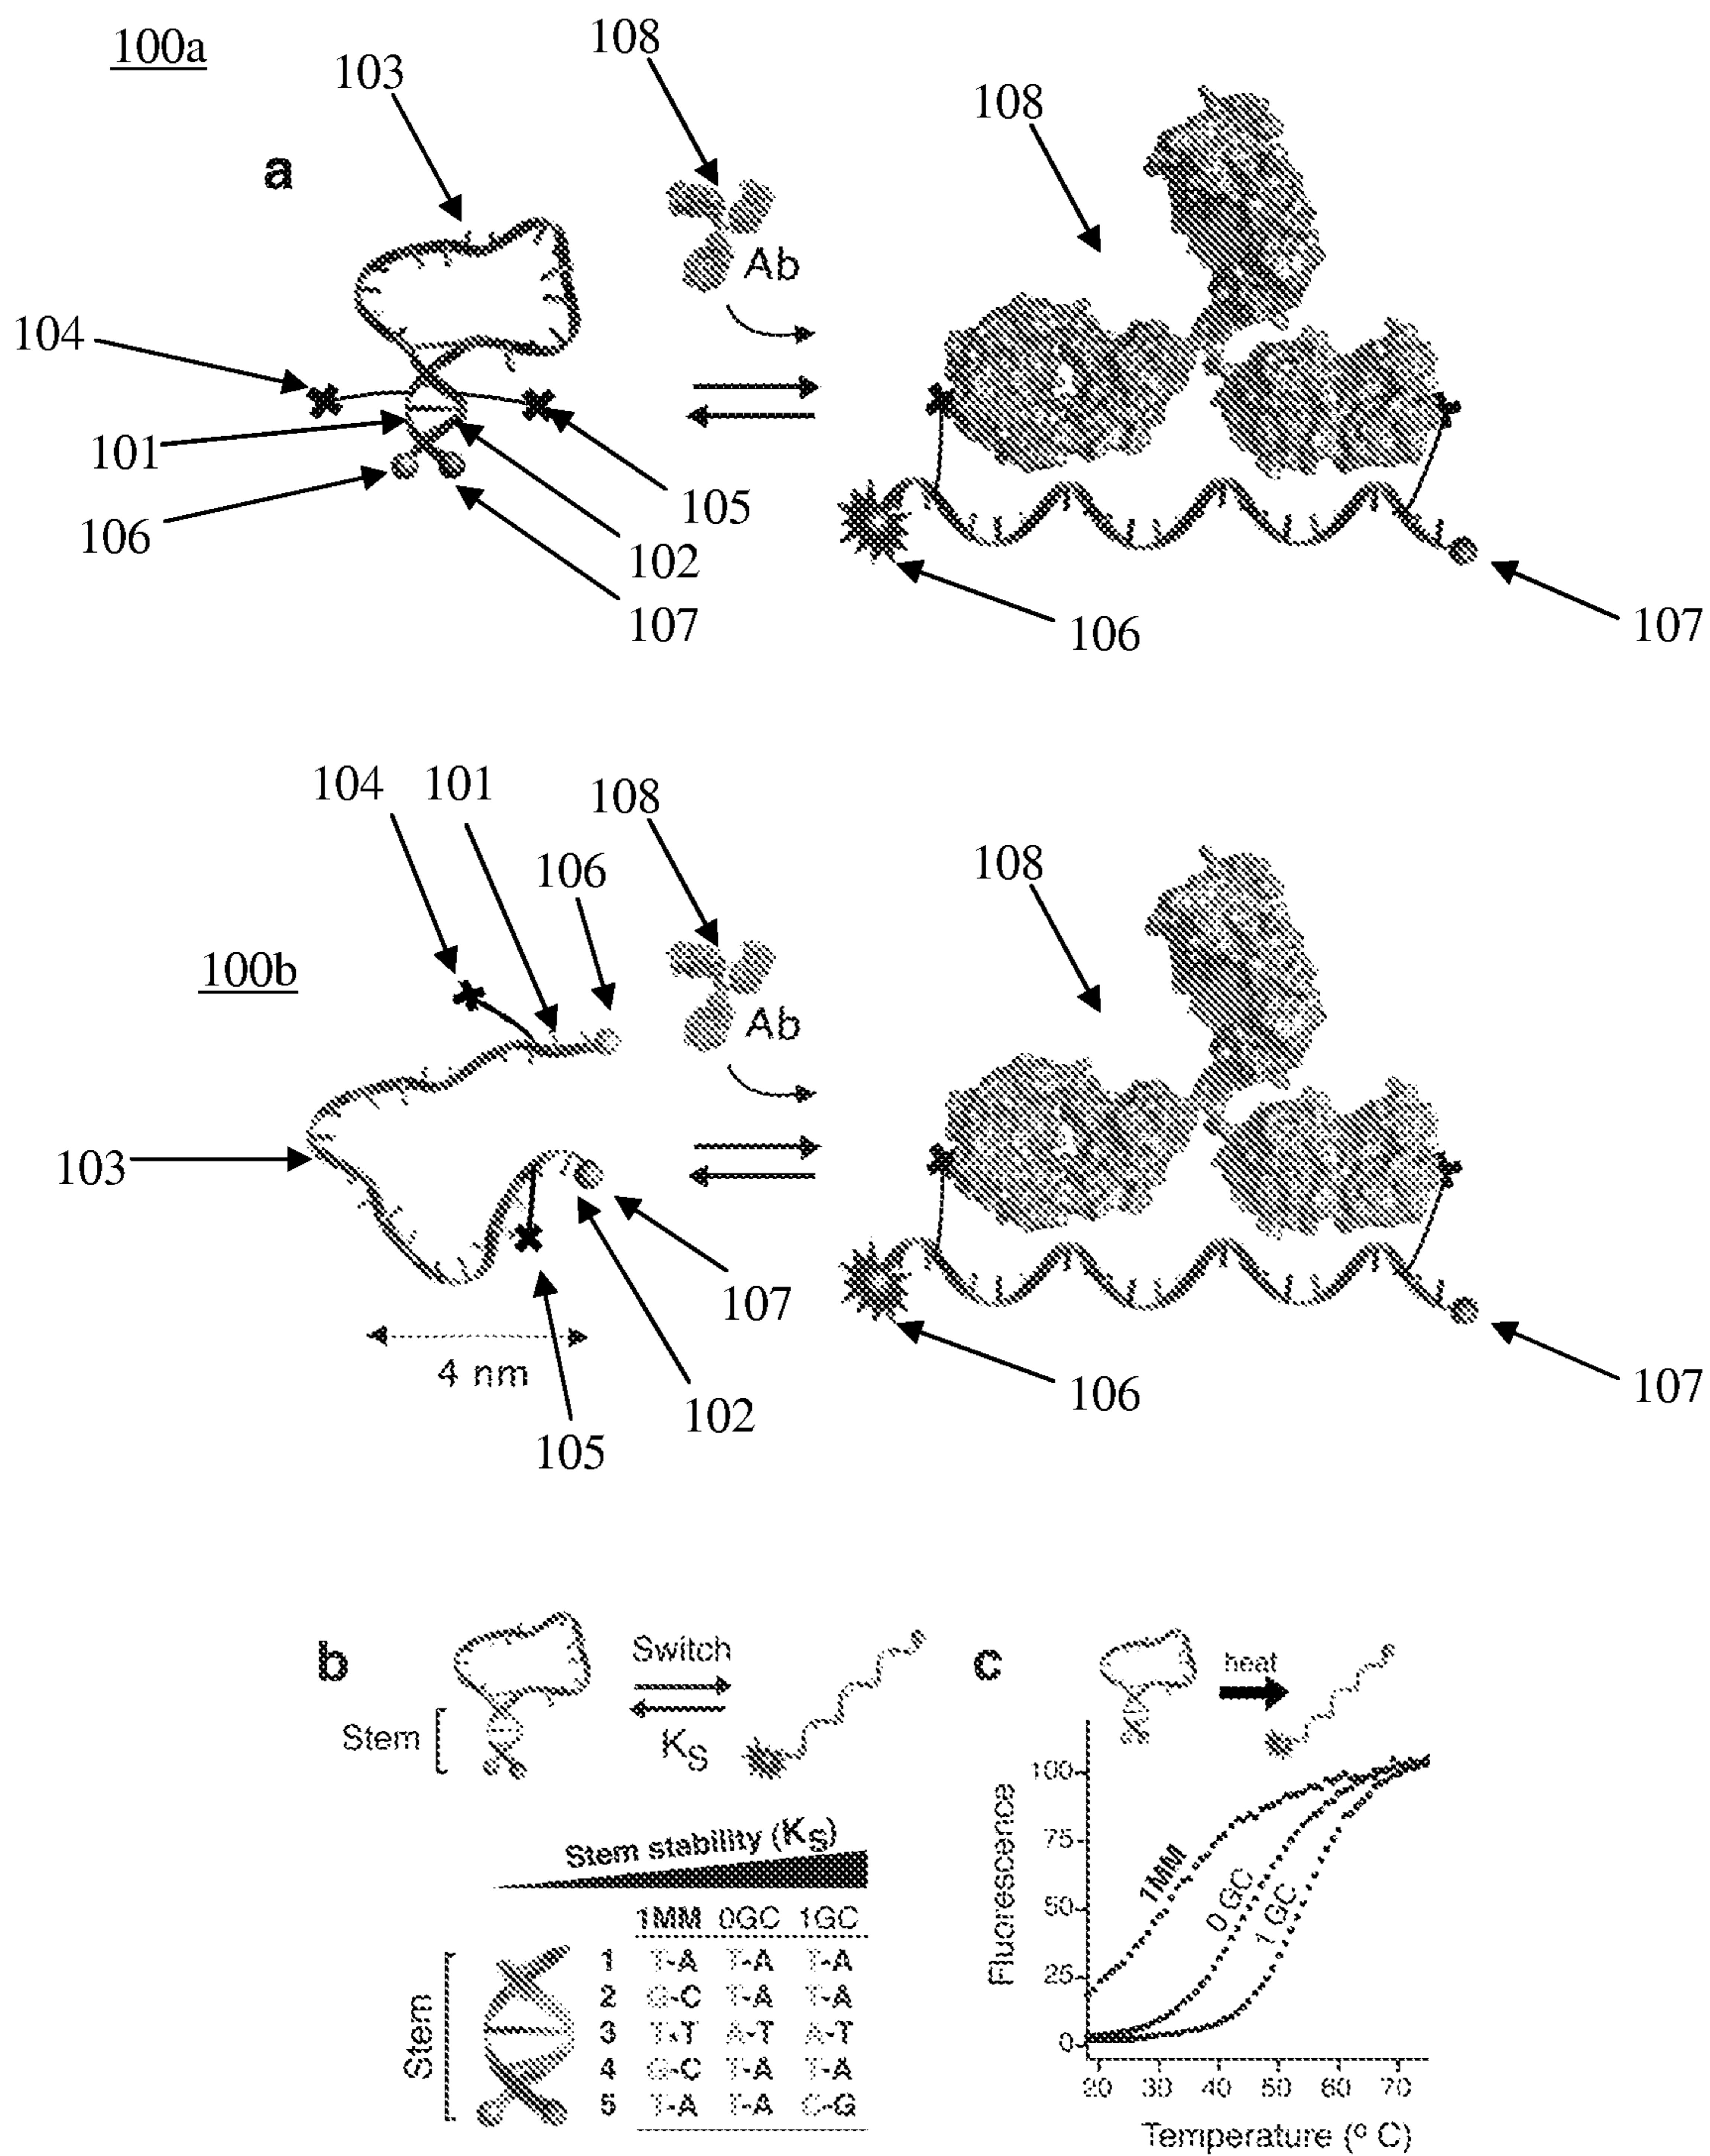 100a
108
103
108
a
Ab
104
101
105
106
102
107
106
107
104 101
108
106
108
100b
Ab
103
107
4 nm
102
106
107
105
b
Switch
c
heat
Stem
K_S
100
Stem stability (K_S)
75
1MM
50
0 GC
1 GC
Fluorescence
1MM 0GC 1GC
1 T-A T-A T-A
25
2 G-C T-A T-A
Stem
3 T·T A-T A-T
0
4 G-C T-A T-A
20 30 40 50 60 70
5 T-A T-A C-G
Temperature (° C)